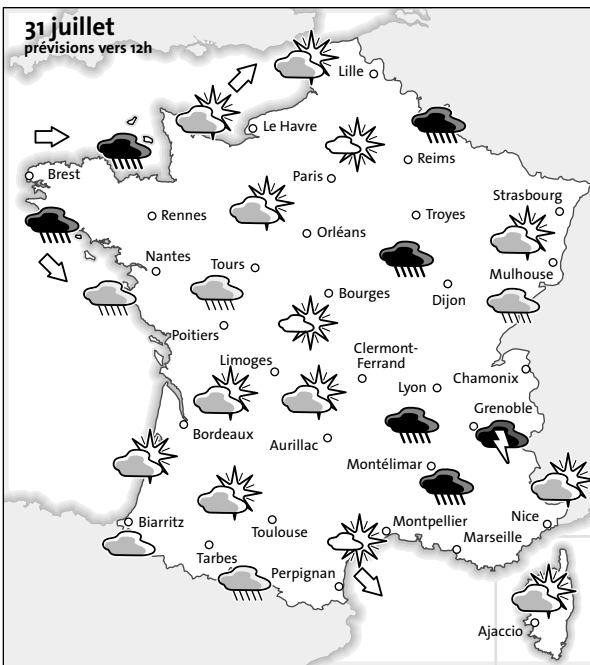 31 juillet
prévisions vers 12h
Lille
Le Havre
Reims
Brest
Paris
Strasbourg
Rennes
Troyes
Orléans
Nantes
Tours
Mulhouse
Bourges
Dijon
Poitiers
Clermont-
Ferrand
Limoges
Chamonix
Lyon
Grenoble
Bordeaux
Aurillac
Montélimar
Biarritz
Toulouse
Montpellier
Nice
Marseille
Tarbes
Perpignan
Ajaccio